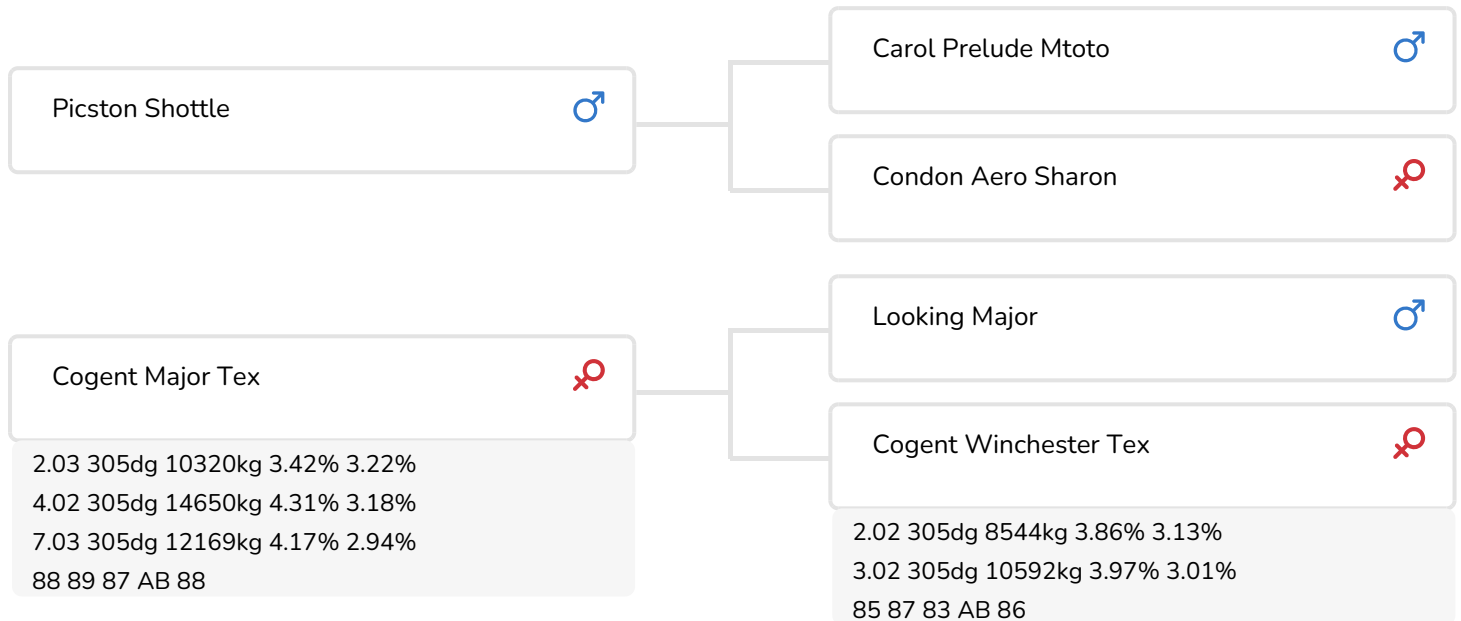 Picston Shottle
Carol Prelude Mtoto
Condon Aero Sharon
Cogent Major Tex
2.03 305dg 10320kg 3.42% 3.22%
4.02 305dg 14650kg 4.31% 3.18%
7.03 305dg 12169kg 4.17% 2.94%
88 89 87 AB 88
Looking Major
Cogent Winchester Tex
2.02 305dg 8544kg 3.86% 3.13%
3.02 305dg 10592kg 3.97% 3.01%
85 87 83 AB 86